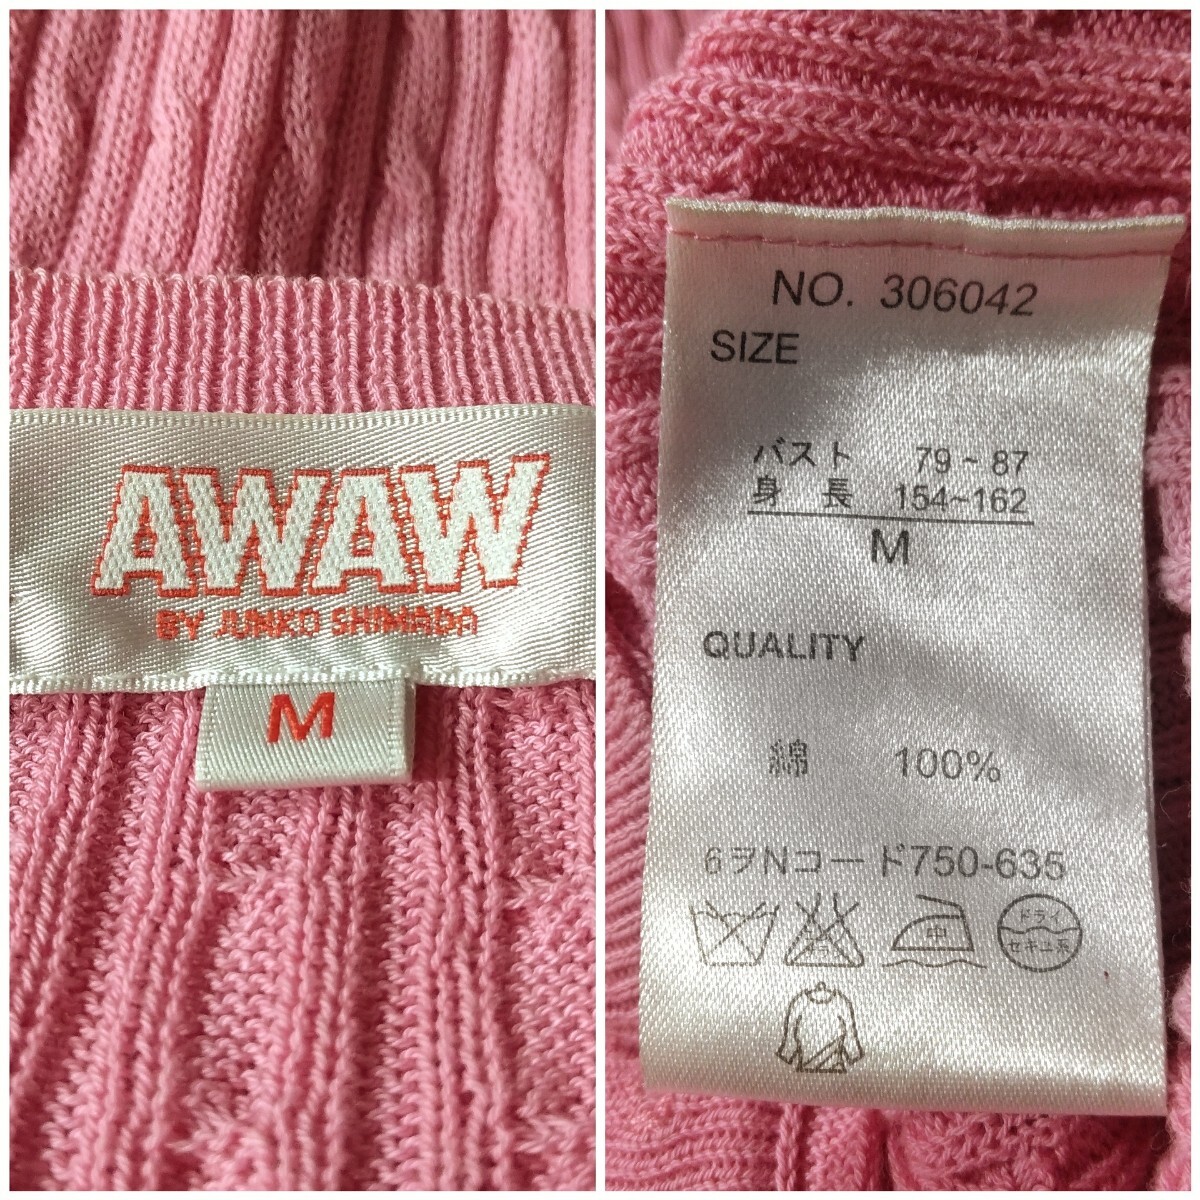 AWAW
BY JUNKO SHIMADA
M
NO. 306042
SIZE
バスト 79~87
身 長 154~162
M
QUALITY
綿 100%
6ヲNコード750-635
中
ドライ
セキユ系